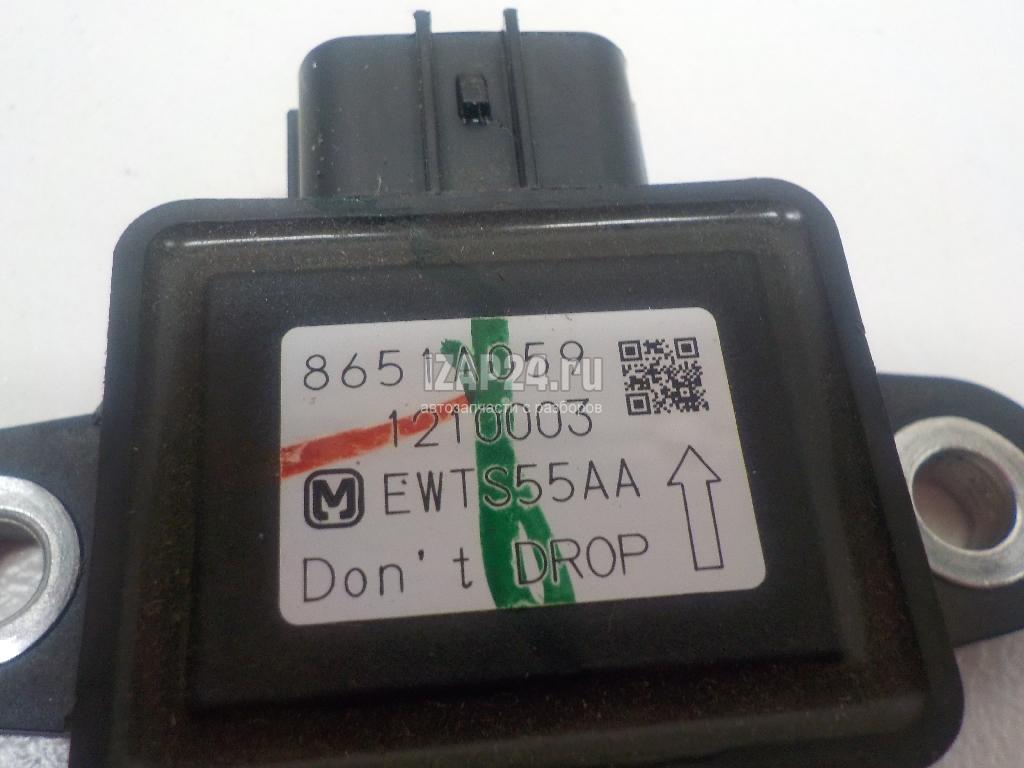 8651A059
IZAP24.ru
автозапчасти с разборов
1210003
M EWTS55AA
Don't DROP